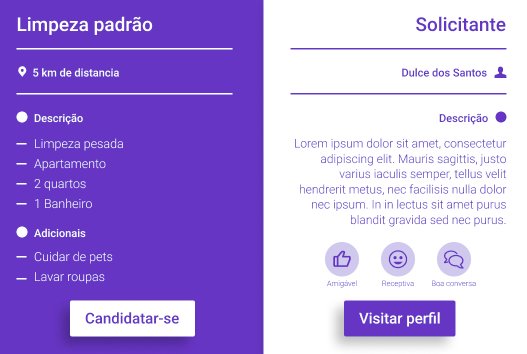 Limpeza padrão
5 km de distancia
Descrição
Limpeza pesada
Apartamento
2 quartos
1 Banheiro
Adicionais
Cuidar de pets
Lavar roupas
Candidatar-se
Solicitante
Dulce dos Santos
Descrição
Lorem ipsum dolor sit amet, consectetur
adipiscing elit. Mauris sagittis, justo
varius iaculis semper, tellus velit
hendrerit metus, nec facilisis nulla dolor
nec ipsum. In in lectus sit amet purus
blandit gravida sed nec purus.
Amigável
Receptiva
Boa conversa
Visitar perfil